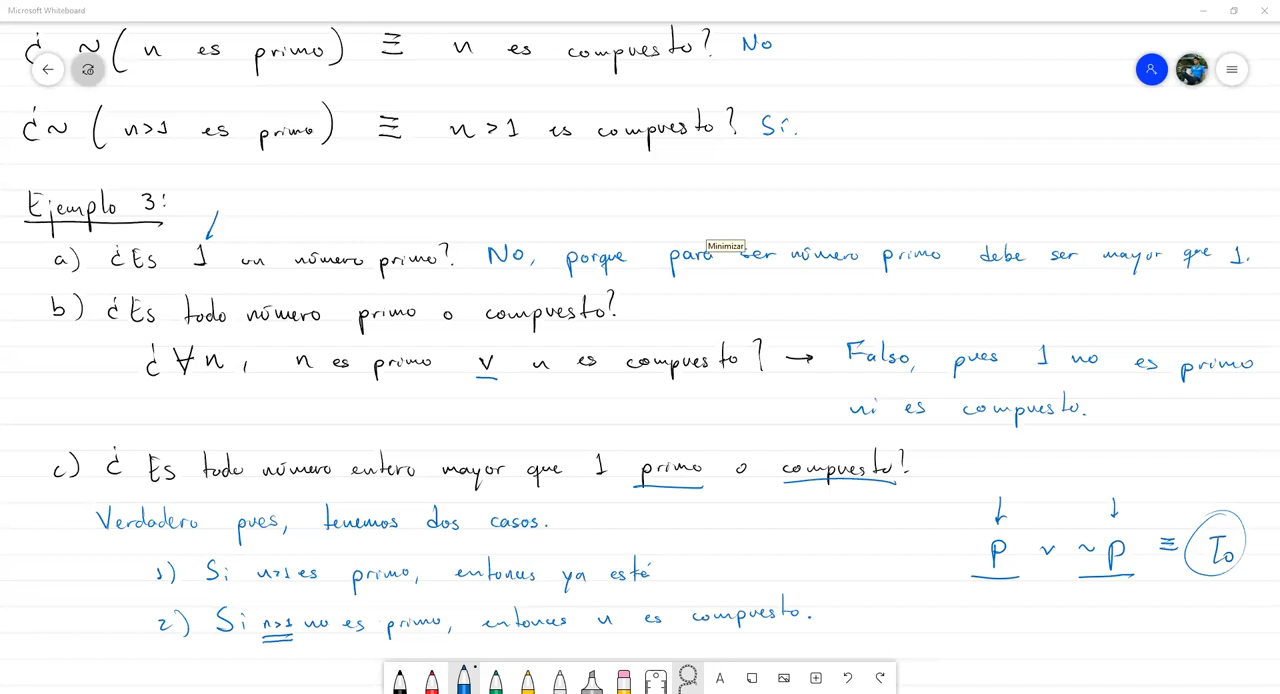 Microsoft Whiteboard
¿ ~ ( n es primo ) ≡ n es compuesto? No
¿ ~ ( n>1 es primo ) ≡ n > 1 es compuesto? Sí.
Ejemplo 3:
a) ¿Es 1 un número primo? No, porque para ser número primo debe ser mayor que 1.
Minimizar
b) ¿Es todo número primo o compuesto?
¿ ∀ n, n es primo ∨ n es compuesto? → Falso, pues 1 no es primo
ni es compuesto.
c) ¿ Es todo número entero mayor que 1 primo o compuesto?
Verdadero pues, tenemos dos casos.
1) Si n>1 es primo, entonces ya esté
2) Si n>1 no es primo, entonces n es compuesto.
P ∨ ~ P ≡ To
A